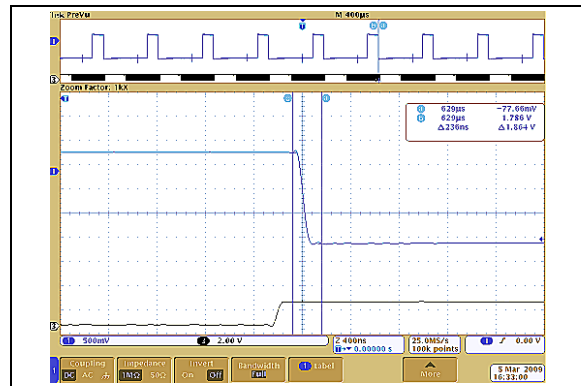 Tek PreVu M 400µs
Zoom Factor: 1kX
a 629µs -77.66mV
b 629µs 1.786 V
Δ236ns Δ1.864 V
1 500mV 3 2.00 V Z 400ns 25.0MS/s 1 0.00 V
0.00000 s 100k points
Coupling Impedance Invert Bandwidth 1 Label
DC AC 1MΩ 50Ω On Off Full More
5 Mar 2009
16:33:00